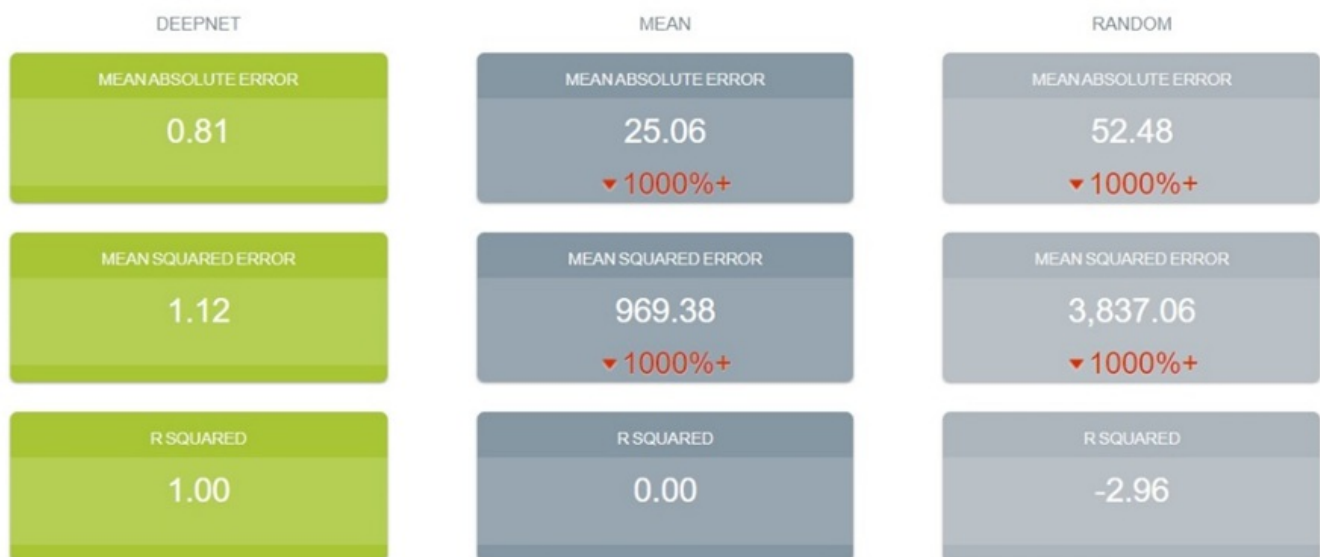 DEEPNET MEAN RANDOM
MEAN ABSOLUTE ERROR MEAN ABSOLUTE ERROR MEAN ABSOLUTE ERROR
0.81 25.06 52.48
▼1000%+ ▼1000%+
MEAN SQUARED ERROR MEAN SQUARED ERROR MEAN SQUARED ERROR
1.12 969.38 3,837.06
▼1000%+ ▼1000%+
R SQUARED R SQUARED R SQUARED
1.00 0.00 -2.96